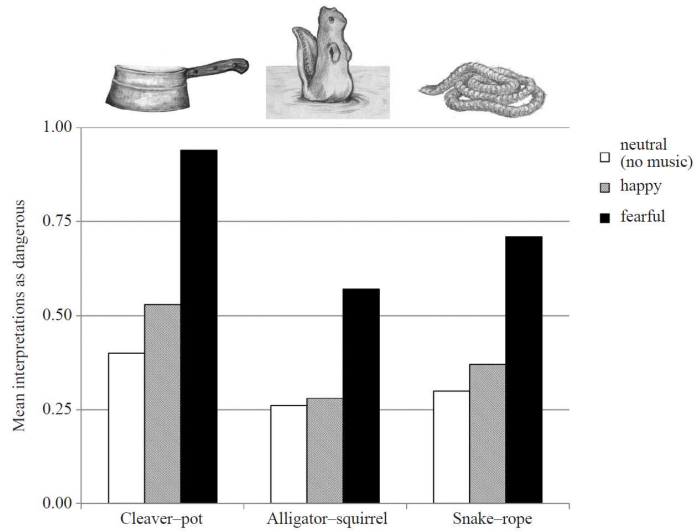 1.00
0.75
0.50
0.25
0.00
Mean interpretations as dangerous
Cleaver–pot
Alligator–squirrel
Snake–rope
neutral
(no music)
happy
fearful